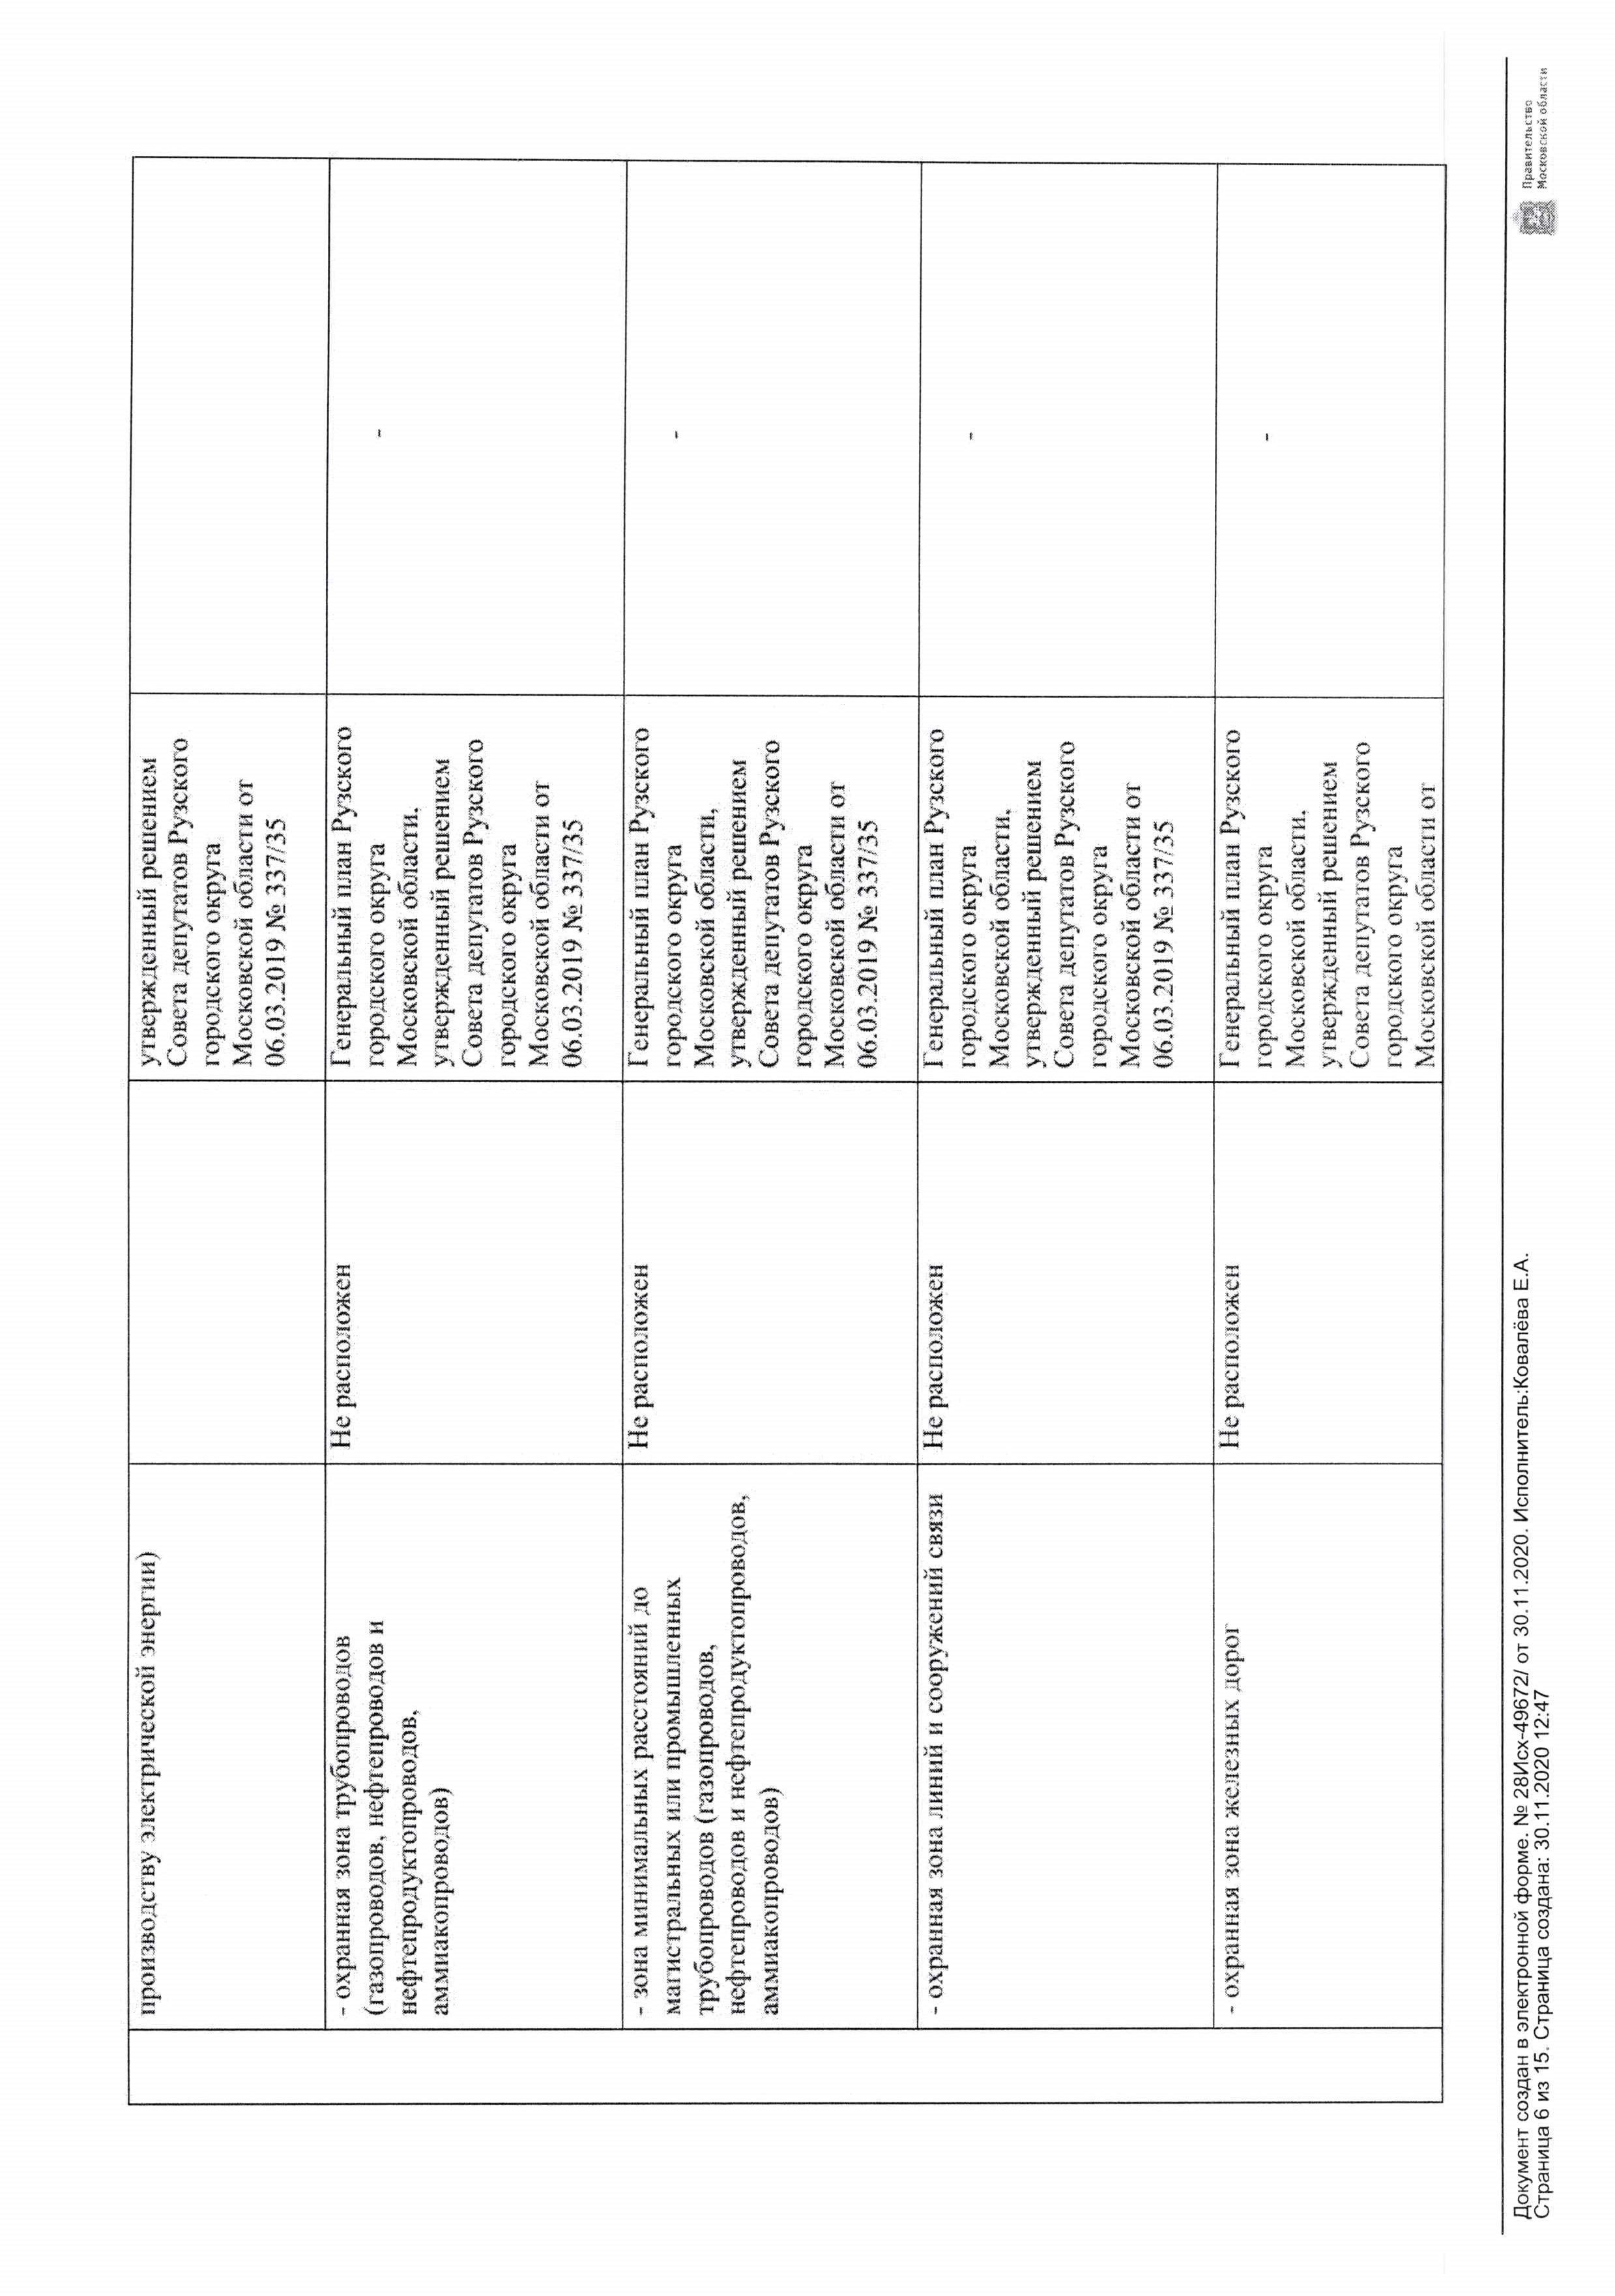 производству электрической энергии)
утвержденный решением
Совета депутатов Рузского
городского округа
Московской области от
06.03.2019 № 337/35
- охранная зона трубопроводов
(газопроводов, нефтепроводов и
нефтепродуктопроводов,
аммиакопроводов)
Не расположен
Генеральный план Рузского
городского округа
Московской области,
утвержденный решением
Совета депутатов Рузского
городского округа
Московской области от
06.03.2019 № 337/35
-
- зона минимальных расстояний до
магистральных или промышленных
трубопроводов (газопроводов,
нефтепроводов и нефтепродуктопроводов,
аммиакопроводов)
Не расположен
Генеральный план Рузского
городского округа
Московской области,
утвержденный решением
Совета депутатов Рузского
городского округа
Московской области от
06.03.2019 № 337/35
-
- охранная зона линий и сооружений связи
Не расположен
Генеральный план Рузского
городского округа
Московской области,
утвержденный решением
Совета депутатов Рузского
городского округа
Московской области от
06.03.2019 № 337/35
-
- охранная зона железных дорог
Не расположен
Генеральный план Рузского
городского округа
Московской области,
утвержденный решением
Совета депутатов Рузского
городского округа
Московской области от
-
Документ создан в электронной форме. № 28Исх-49672/ от 30.11.2020. Исполнитель:Ковалёва Е.А.
Страница 6 из 15. Страница создана: 30.11.2020 12:47
Правительство
Московской области